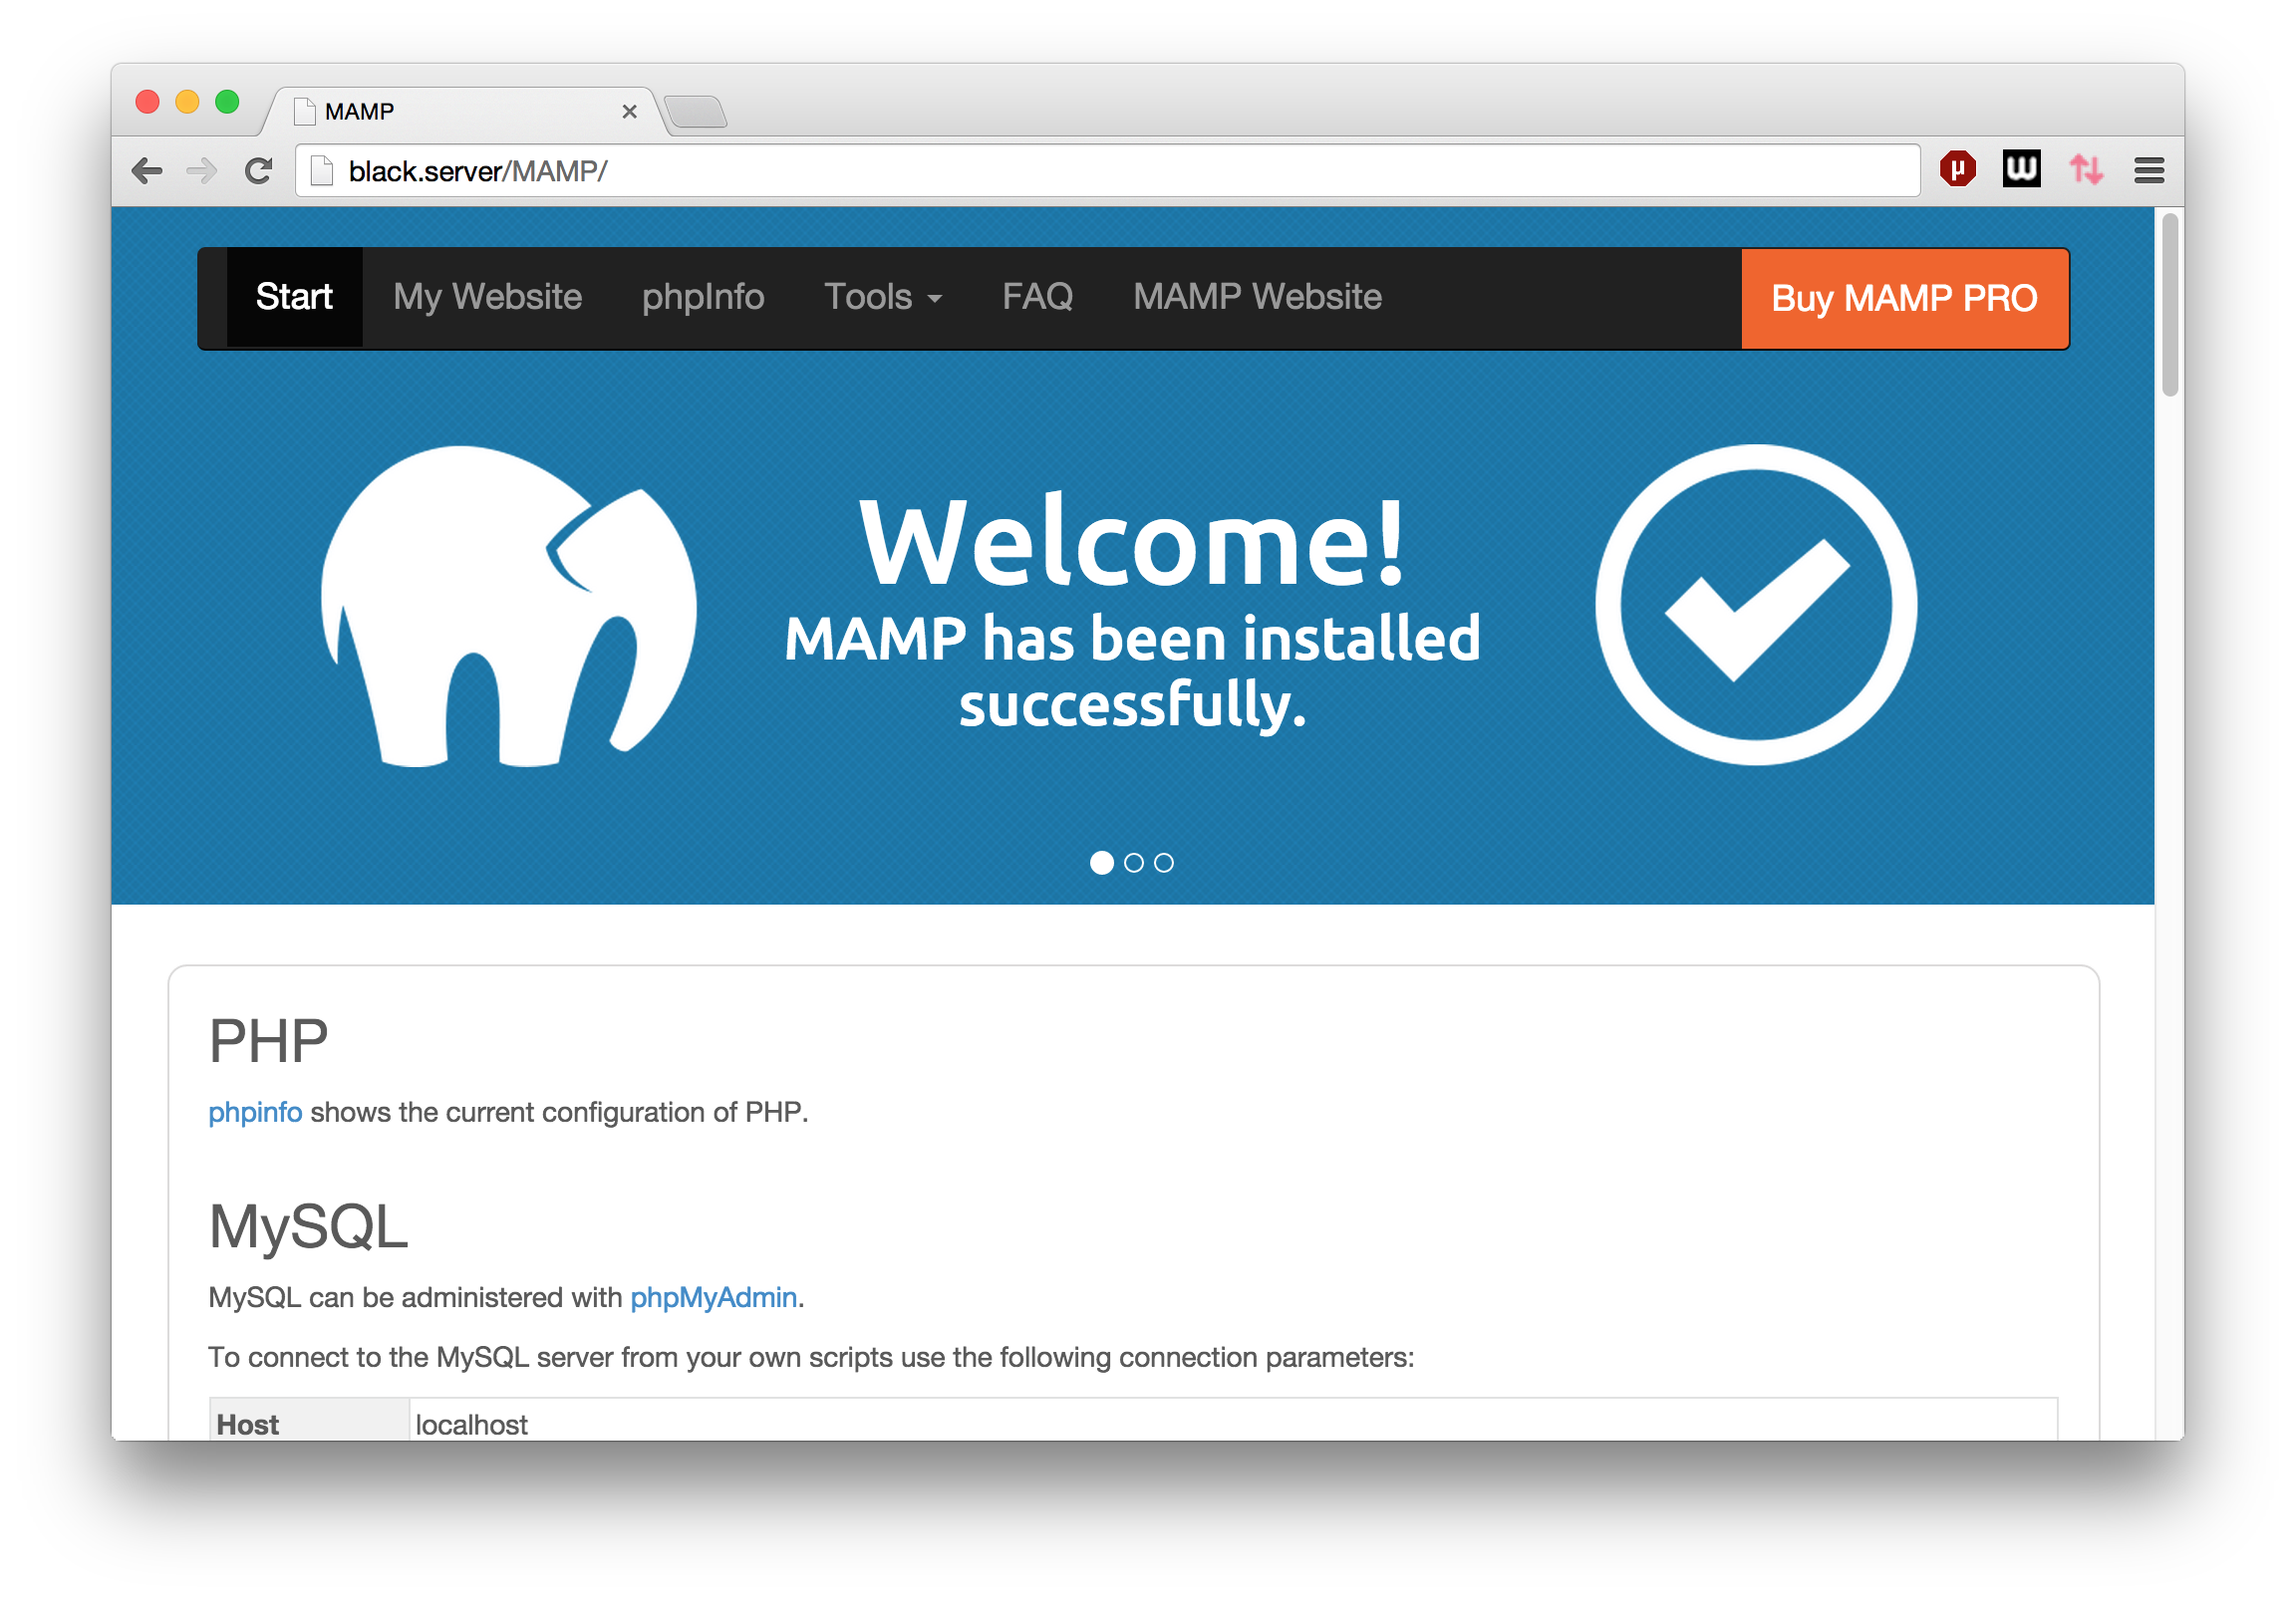 MAMP
black.server/MAMP/
Start My Website phpInfo Tools FAQ MAMP Website Buy MAMP PRO
Welcome!
MAMP has been installed
successfully.
PHP
phpinfo shows the current configuration of PHP.
MySQL
MySQL can be administered with phpMyAdmin.
To connect to the MySQL server from your own scripts use the following connection parameters:
Host localhost